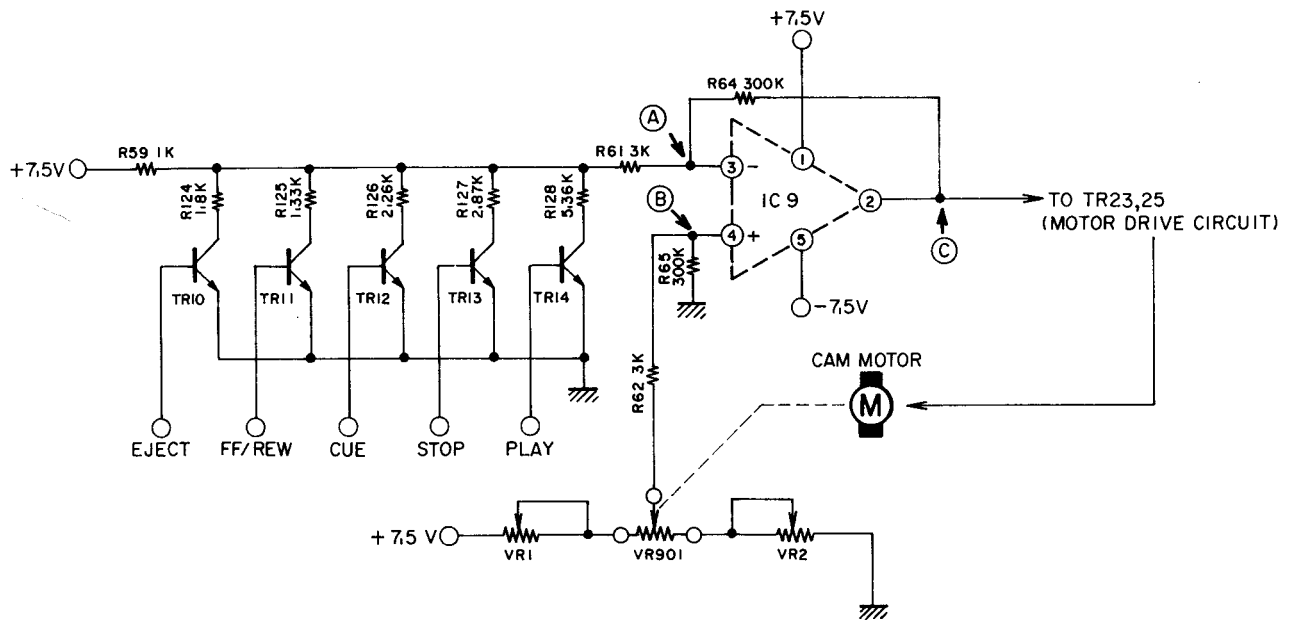 +7.5V
R64 300K
A
+7.5V
R59 1K
R61 3K
3
-
1
R124
1.8K
R125
1.33K
R126
2.26K
R127
2.87K
R128
5.36K
B
IC 9
2
TO TR23,25
(MOTOR DRIVE CIRCUIT)
4
+
5
C
R65
300K
TR10
TR11
TR12
TR13
TR14
-7.5V
CAM MOTOR
R62 3K
M
EJECT
FF/REW
CUE
STOP
PLAY
+7.5 V
VR1
VR901
VR2